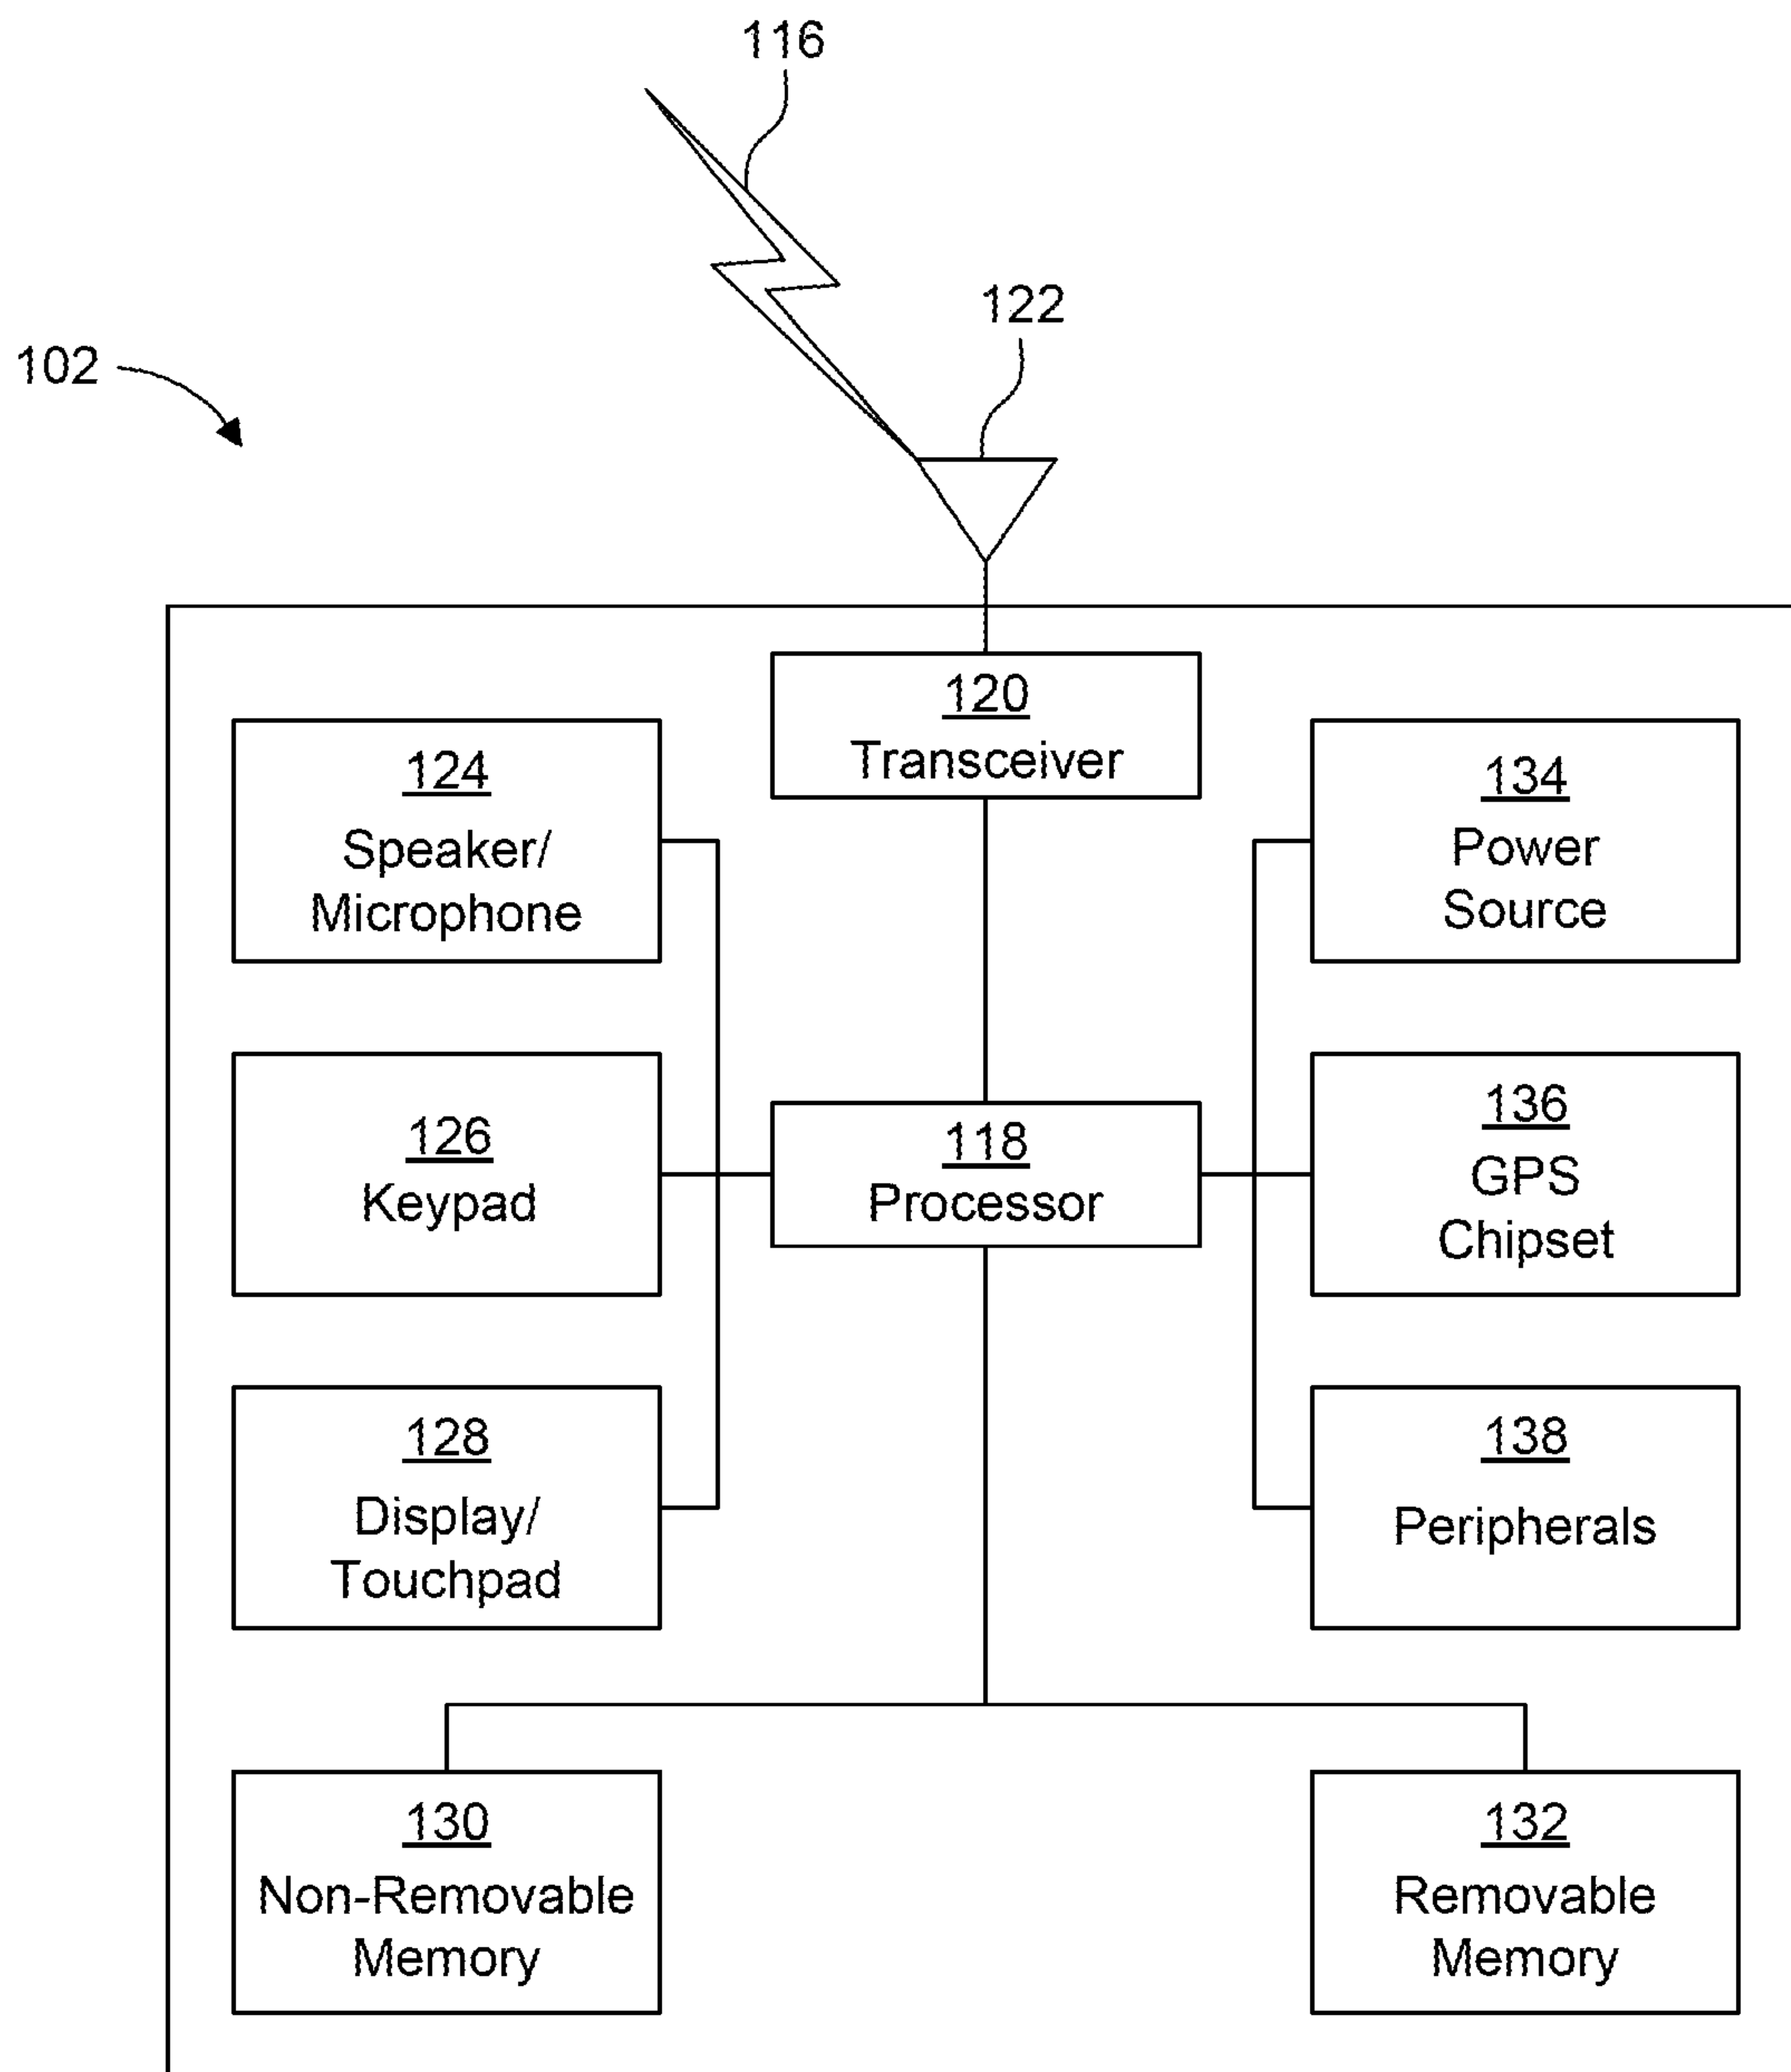 116
122
102
120
Transceiver
124
Speaker/
Microphone
134
Power
Source
126
Keypad
118
Processor
136
GPS
Chipset
128
Display/
Touchpad
138
Peripherals
130
Non-Removable
Memory
132
Removable
Memory